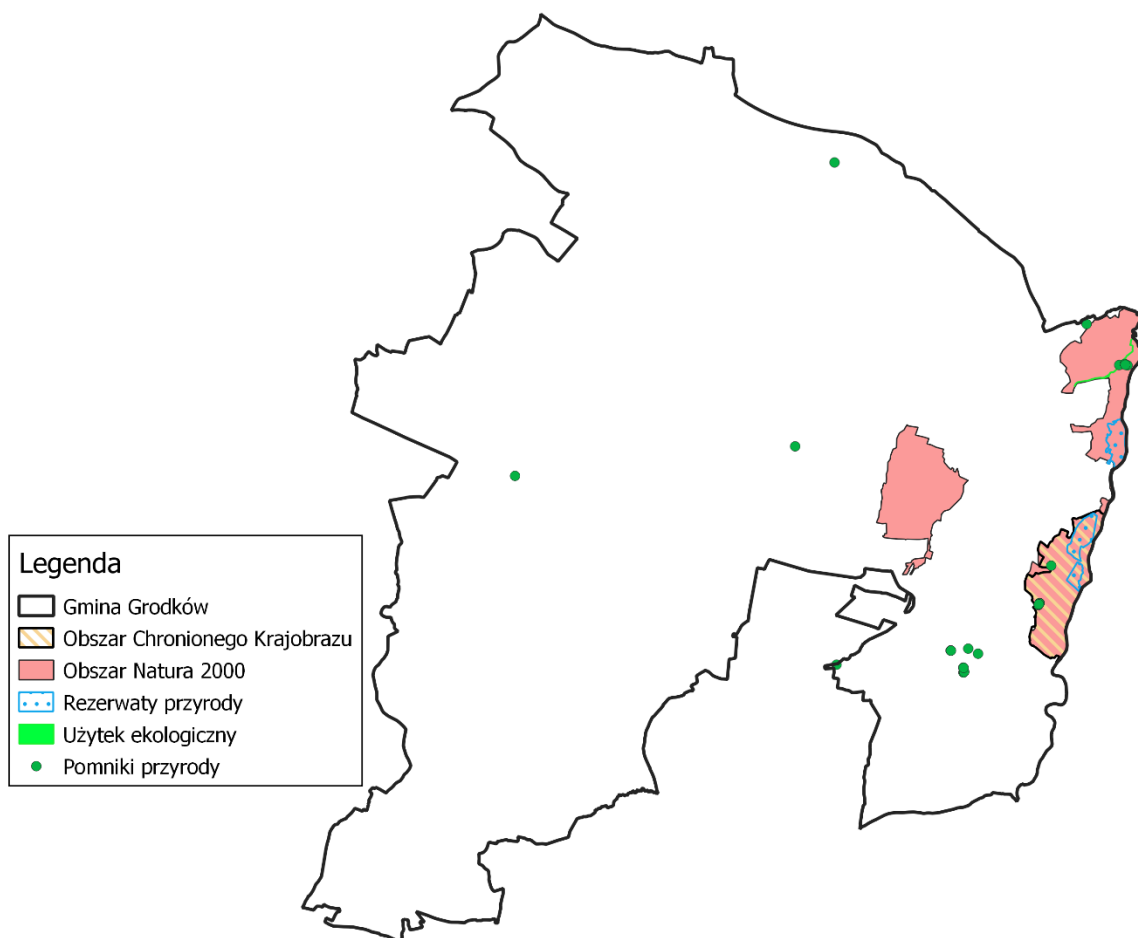 Legenda
Gmina Grodków
Obszar Chronionego Krajobrazu
Obszar Natura 2000
Rezerwaty przyrody
Użytek ekologiczny
Pomniki przyrody